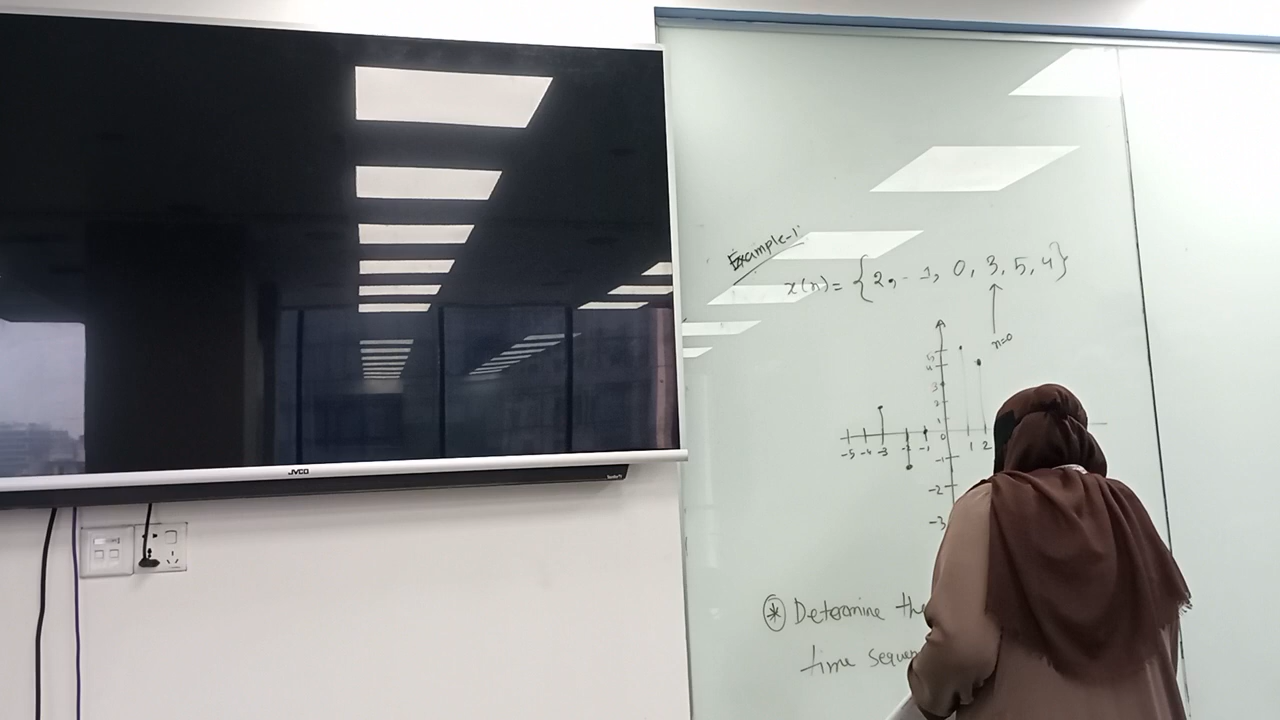 JVCO
Example-1
x(n) = {2, -1, 0, 3, 5, 4}
n=0
5
4
3
2
1
-5 -4 -3 -2 -1 0 1 2
-1
-2
-3
* Determine the
time sequen